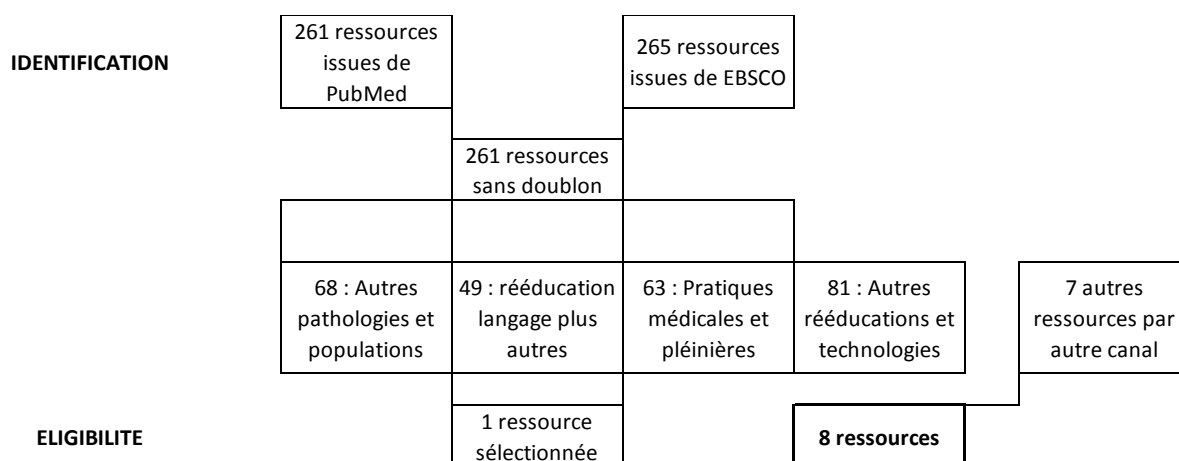 IDENTIFICATION
261 ressources
issues de
PubMed
265 ressources
issues de EBSCO
261 ressources
sans doublon
68 : Autres
pathologies et
populations
49 : rééducation
langage plus
autres
63 : Pratiques
médicales et
pléinières
81 : Autres
rééducations et
technologies
7 autres
ressources par
autre canal
ELIGIBILITE
1 ressource
sélectionnée
8 ressources